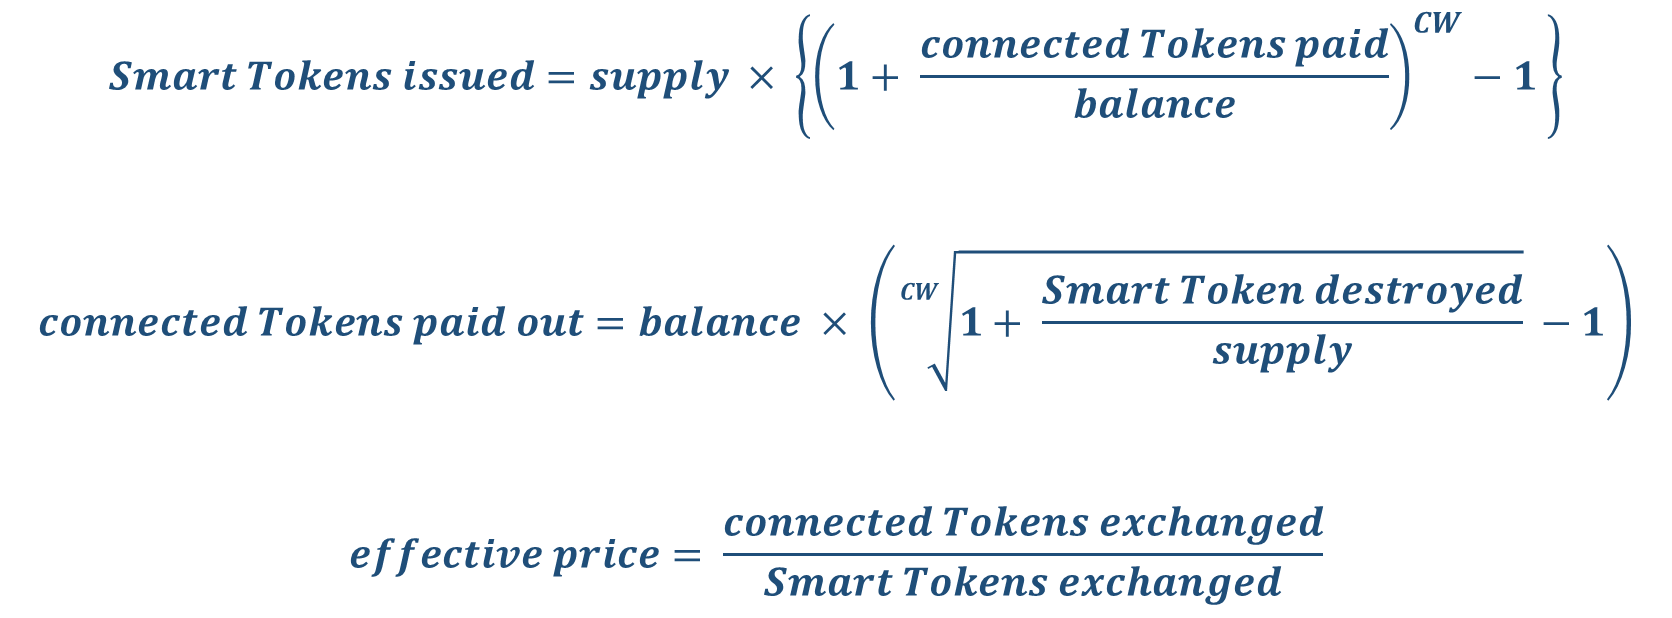 Smart Tokens issued = supply × {(1 + connected Tokens paid / balance)^CW − 1}
connected Tokens paid out = balance × (CW√(1 + Smart Token destroyed / supply) − 1)
effective price = connected Tokens exchanged / Smart Tokens exchanged